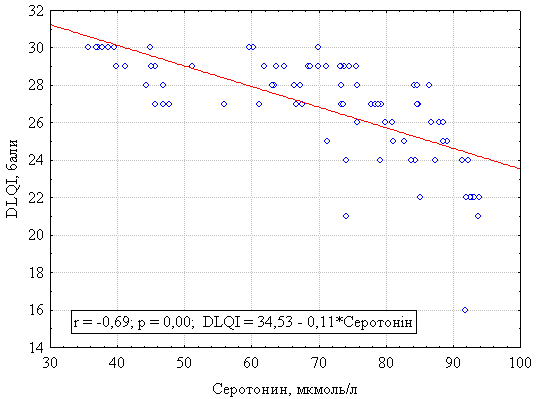 32
30
28
26
24
22
20
18
16
14
DLQI, бали
r = -0,69; p = 0,00;  DLQI = 34,53 - 0,11*Серотонін
30 40 50 60 70 80 90 100
Серотонин, мкмоль/л